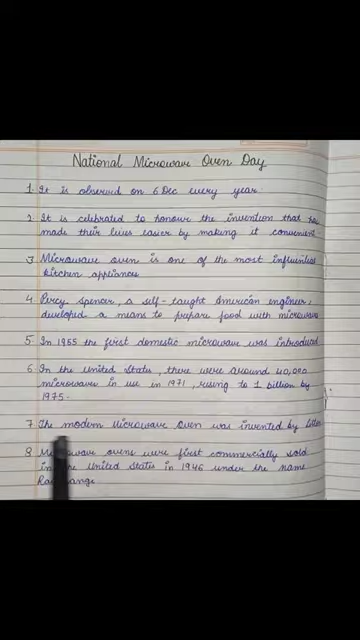 National Microwave Oven Day
1. It is observed on 6 Dec every year.
2. It is celebrated to honour the invention that has
made their lives easier by making it convenient
3 Microwave oven is one of the most influential
kitchen appliances
4 Percy Spencer, a self-taught American engineer,
developed a means to prepare food with microwaves
5 In 1955 the first domestic microwave was introduced
6 In the United States, there were around 40,000
microwave in use in 1971, rising to 1 billion by
1975.
7 The modern Microwave Oven was invented by
8 Microwave ovens were first commercially sold
in the United States in 1946 under the name